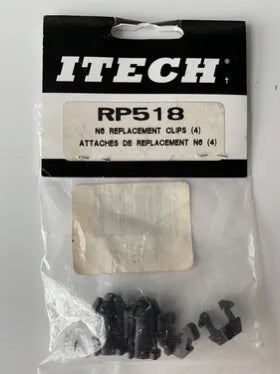 ITECH
RP518
N6 REPLACEMENT CLIPS (4)
ATTACHES DE REPLACEMENT N6 (4)